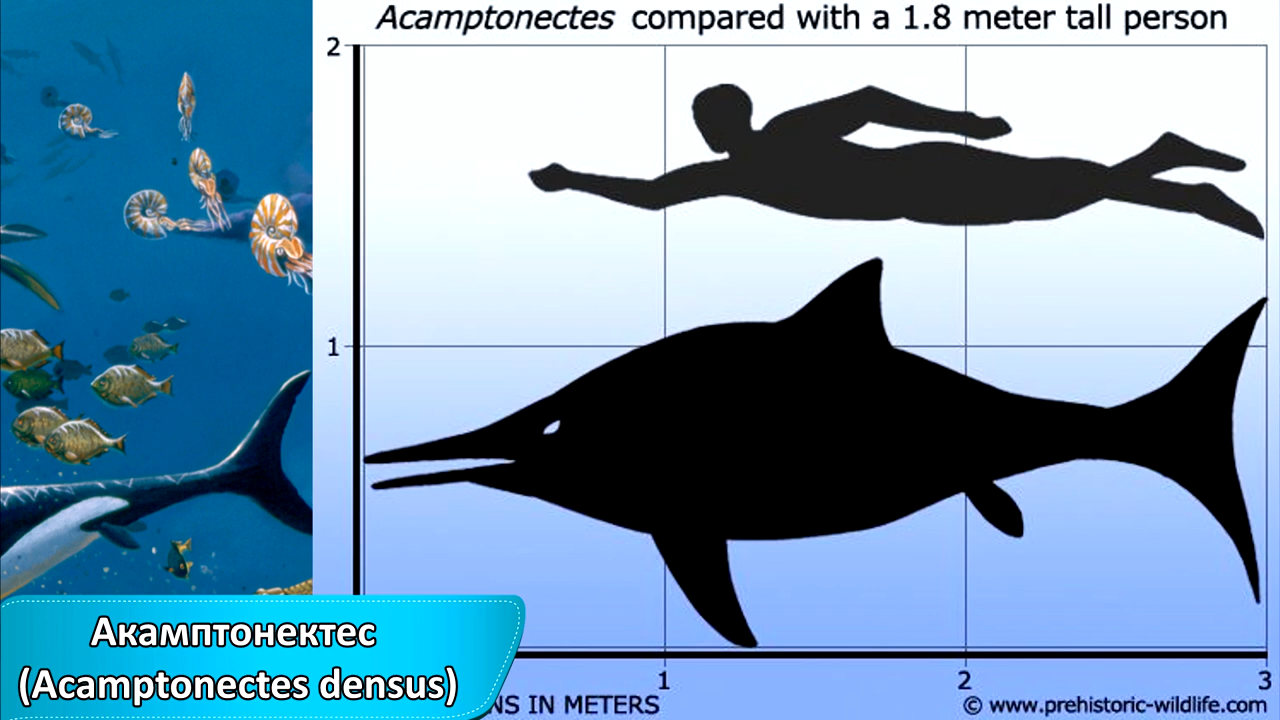 Acamptonectes compared with a 1.8 meter tall person
2
1
1
2
3
IN METERS
© www.prehistoric-wildlife.com
Акамптонектес
(Acamptonectes densus)